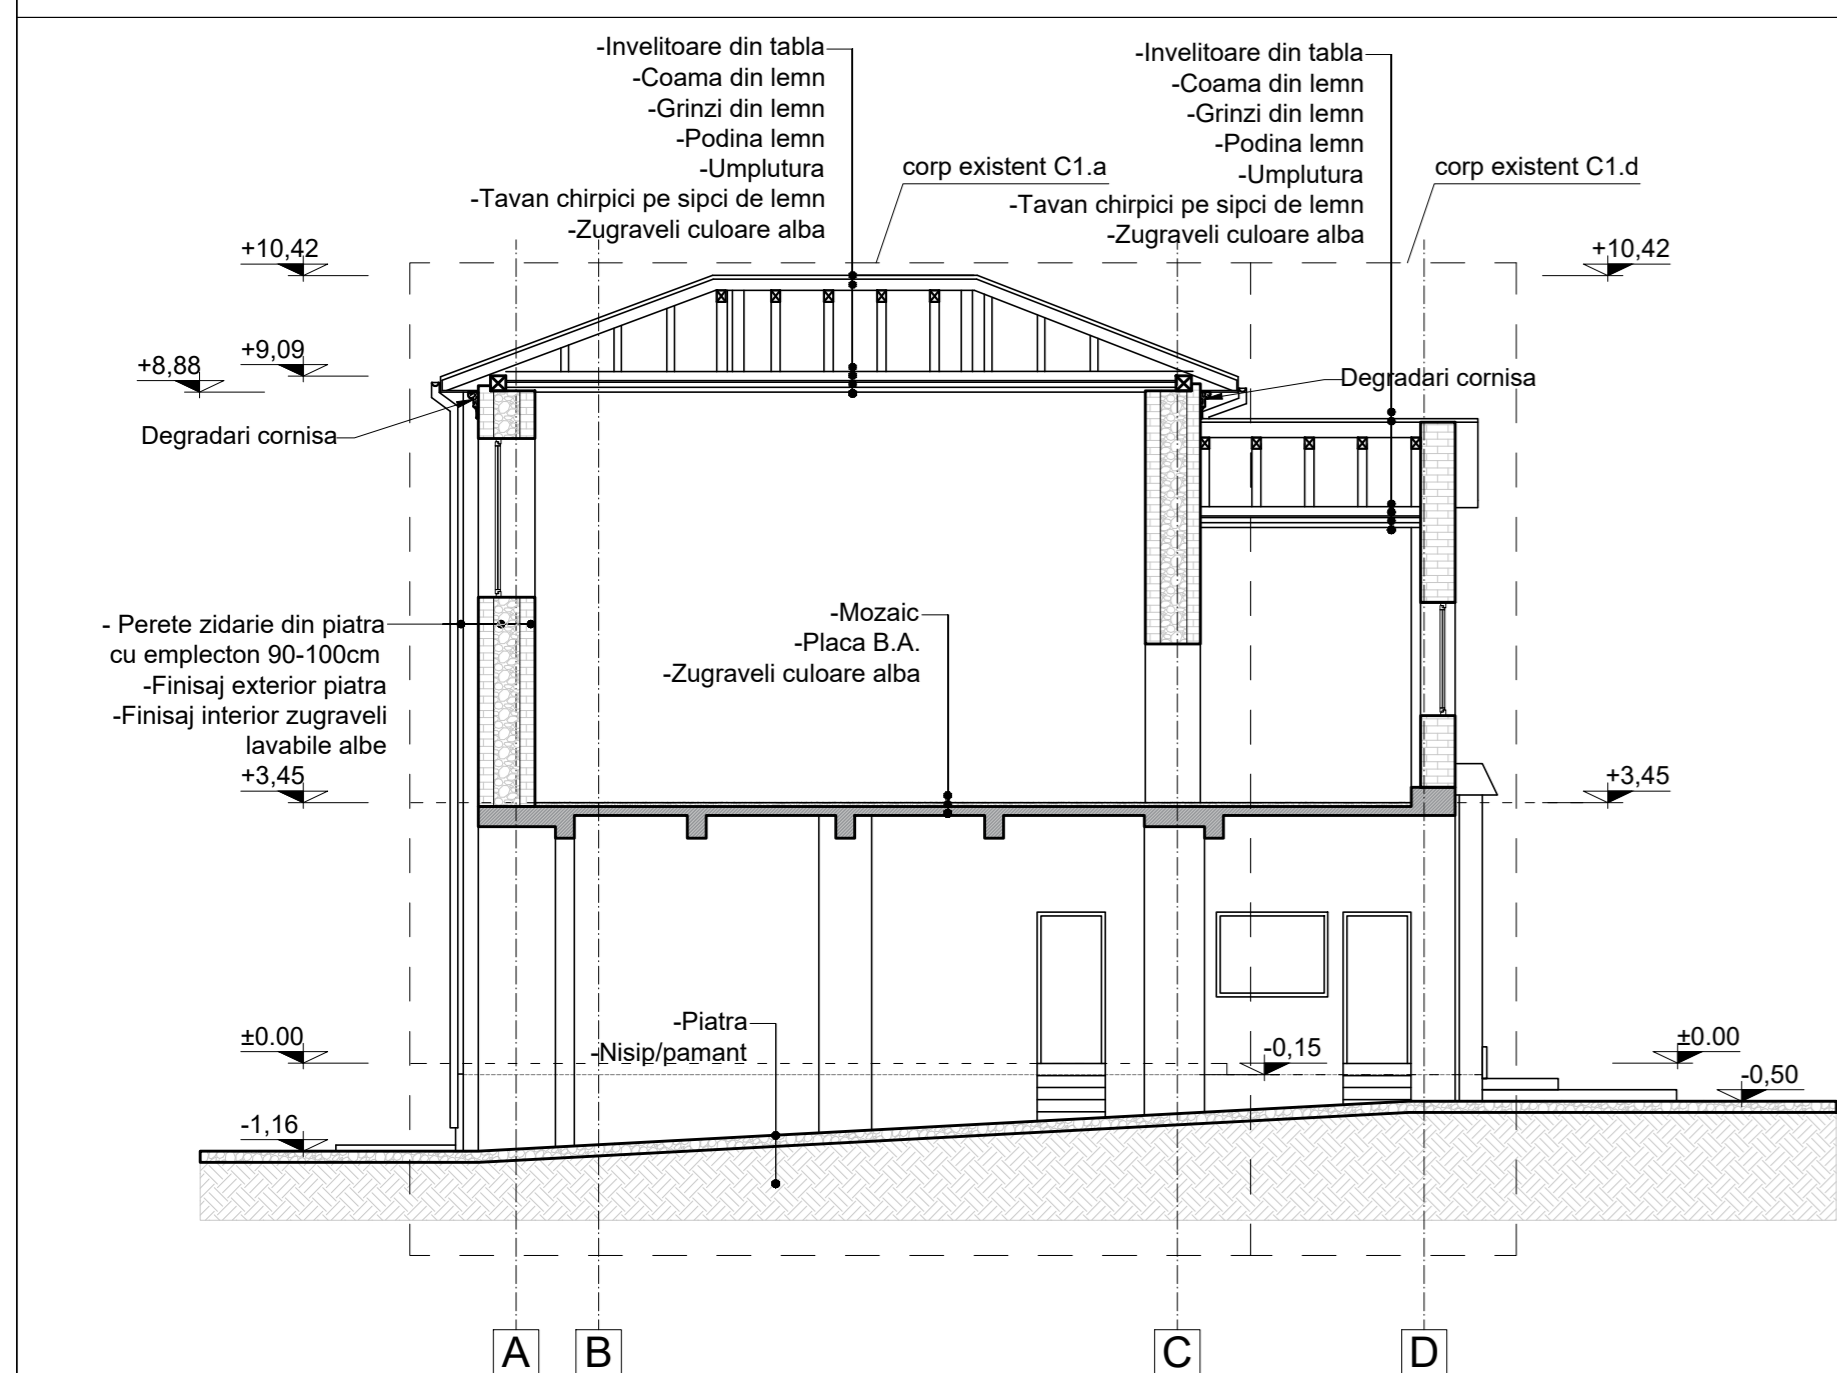 -Invelitoare din tabla
-Coama din lemn
-Grinzi din lemn
-Podina lemn
-Umplutura
-Tavan chirpici pe sipci de lemn
-Zugraveli culoare alba
corp existent C1.a
-Invelitoare din tabla
-Coama din lemn
-Grinzi din lemn
-Podina lemn
-Umplutura
-Tavan chirpici pe sipci de lemn
-Zugraveli culoare alba
corp existent C1.d
+10,42
+10,42
+9,09
+8,88
Degradari cornisa
Degradari cornisa
- Perete zidarie din piatra
cu emplecton 90-100cm
-Finisaj exterior piatra
-Finisaj interior zugraveli
lavabile albe
-Mozaic
-Placa B.A.
-Zugraveli culoare alba
+3,45
+3,45
-Piatra
-Nisip/pamant
±0.00
-0,15
±0.00
-0,50
-1,16
A
B
C
D